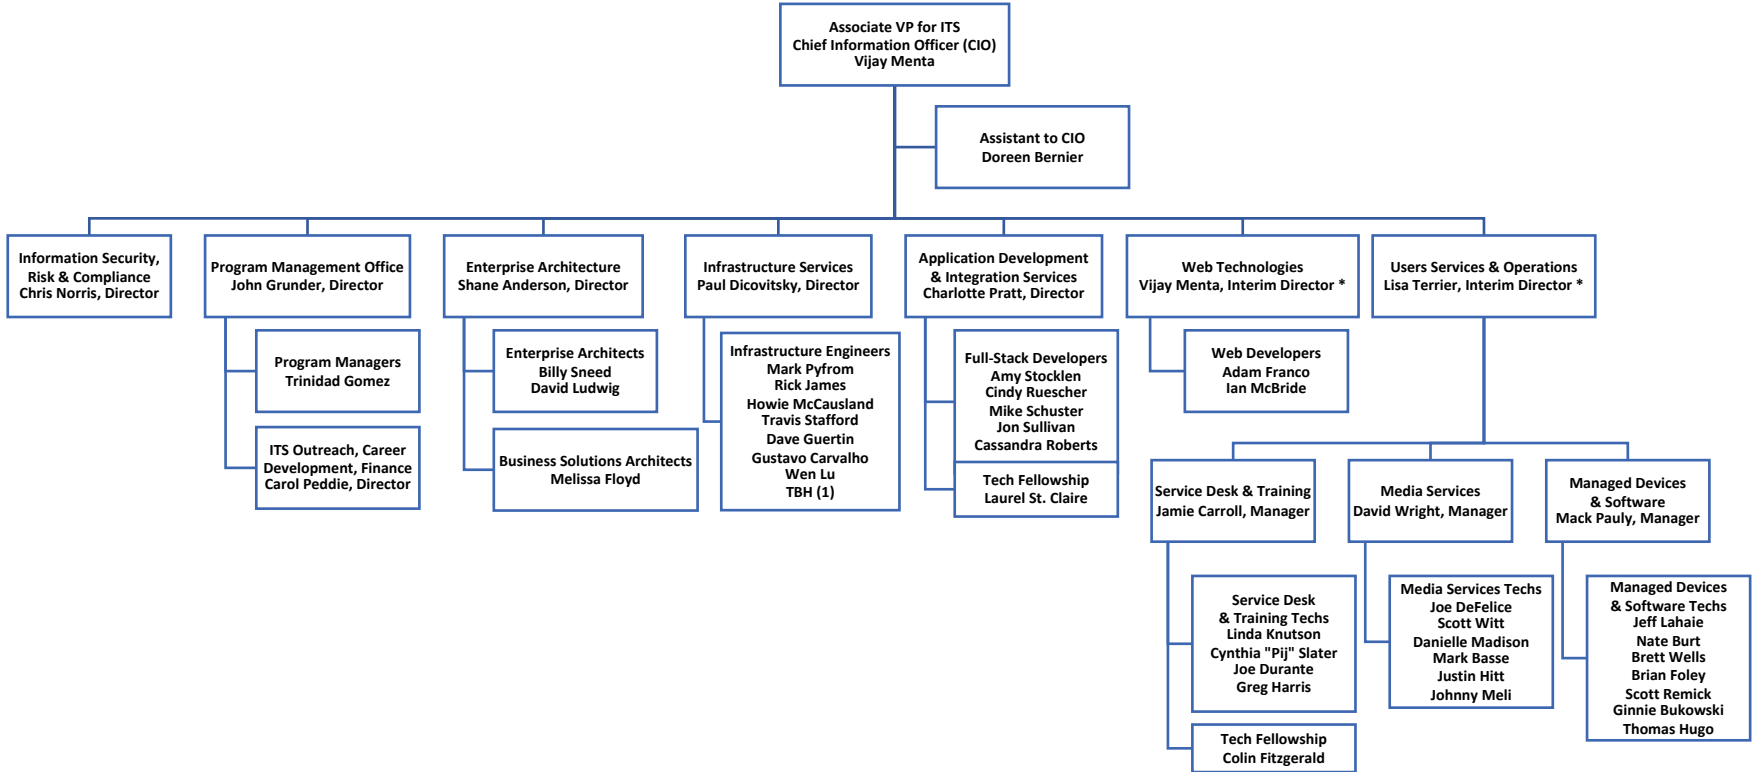 Associate VP for ITS
Chief Information Officer (CIO)
Vijay Menta
Assistant to CIO
Doreen Bernier
Information Security,
Risk & Compliance
Chris Norris, Director
Program Management Office
John Grunder, Director
Enterprise Architecture
Shane Anderson, Director
Infrastructure Services
Paul Dicovitsky, Director
Application Development
& Integration Services
Charlotte Pratt, Director
Web Technologies
Vijay Menta, Interim Director *
Users Services & Operations
Lisa Terrier, Interim Director *
Program Managers
Trinidad Gomez
ITS Outreach, Career
Development, Finance
Carol Peddie, Director
Enterprise Architects
Billy Sneed
David Ludwig
Business Solutions Architects
Melissa Floyd
Infrastructure Engineers
Mark Pyfrom
Rick James
Howie McCausland
Travis Stafford
Dave Guertin
Gustavo Carvalho
Wen Lu
TBH (1)
Full-Stack Developers
Amy Stocklen
Cindy Ruescher
Mike Schuster
Jon Sullivan
Cassandra Roberts
Tech Fellowship
Laurel St. Claire
Web Developers
Adam Franco
Ian McBride
Service Desk & Training
Jamie Carroll, Manager
Media Services
David Wright, Manager
Managed Devices
& Software
Mack Pauly, Manager
Service Desk
& Training Techs
Linda Knutson
Cynthia "Pij" Slater
Joe Durante
Greg Harris
Tech Fellowship
Colin Fitzgerald
Media Services Techs
Joe DeFelice
Scott Witt
Danielle Madison
Mark Basse
Justin Hitt
Johnny Meli
Managed Devices
& Software Techs
Jeff Lahaie
Nate Burt
Brett Wells
Brian Foley
Scott Remick
Ginnie Bukowski
Thomas Hugo